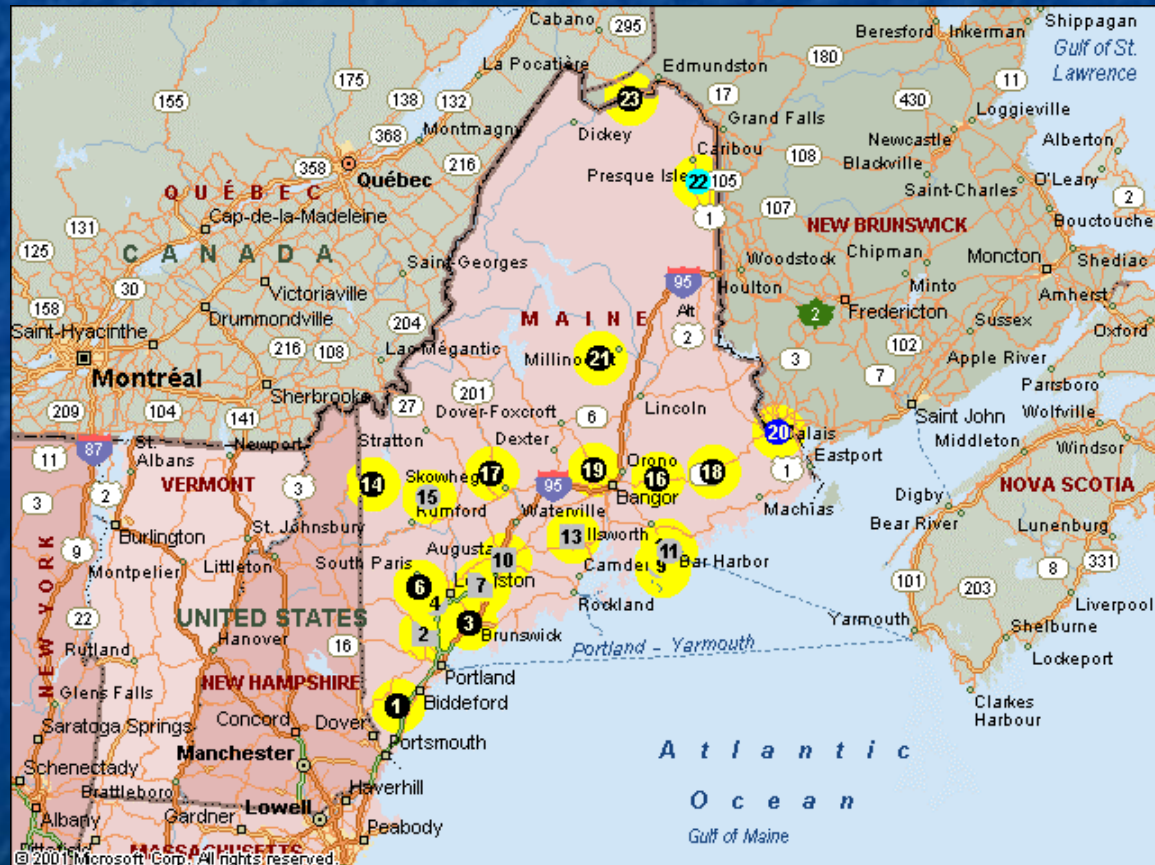 Cabano
295
Shippagan
Beresford
Inkerman
Gulf of St.
Lawrence
La Pocatière
Edmundston
180
175
11
155
138
132
23
17
430
Loggieville
Dickey
Grand Falls
368
Montmagny
Newcastle
Alberton
Caribou
108
Blackville
358
216
Québec
Presque Isle
22
105
Saint-Charles
O'Leary
2
QUÉBEC
107
1
Bouctouche
131
Cap-de-la-Madeleine
NEW BRUNSWICK
125
CANADA
Woodstock
Chipman
Moncton
Shediac
Saint-Georges
95
Houlton
30
Victoriaville
Minto
Amherst
158
Drummondville
Alt
2
Fredericton
Saint-Hyacinthe
204
MAINE
2
Sussex
Oxford
216
108
Lac-Mégantic
21
3
102
Apple River
Montréal
7
Parrsboro
Sherbrooke
201
Lincoln
209
104
27
Dover-Foxcroft
6
Saint John
Wolfville
141
Stratton
Dexter
20
Middleton
Windsor
11
87
St.
Albans
Newport
Orono
1
Eastport
3
2
VERMONT
3
14
Skowheg
17
19
16
18
15
95
Bangor
Digby
NOVA SCOTIA
Burlington
St. Johnsbury
Rumford
Waterville
Machias
Bear River
Lunenburg
9
13
llsworth
331
Montpelier
Littleton
South Paris
Augusta
10
11
Bar Harbor
8
NEW YORK
6
7
Camde
9
101
203
22
UNITED STATES
4
Rockland
Liverpool
Hanover
16
2
3
Brunswick
Yarmouth
Shelburne
Rutland
Portland - Yarmouth
Lockeport
NEW HAMPSHIRE
Portland
Glens Falls
1
Biddeford
Clarkes
Harbour
Saratoga Springs
Concord
Dover
Manchester
Portsmouth
Atlantic
Schenectady
Brattleboro
Haverhill
Ocean
Albany
Gardner
Lowell
Peabody
Gulf of Maine
MASSACHUSETTS
© 2001 Microsoft Corp. All rights reserved.